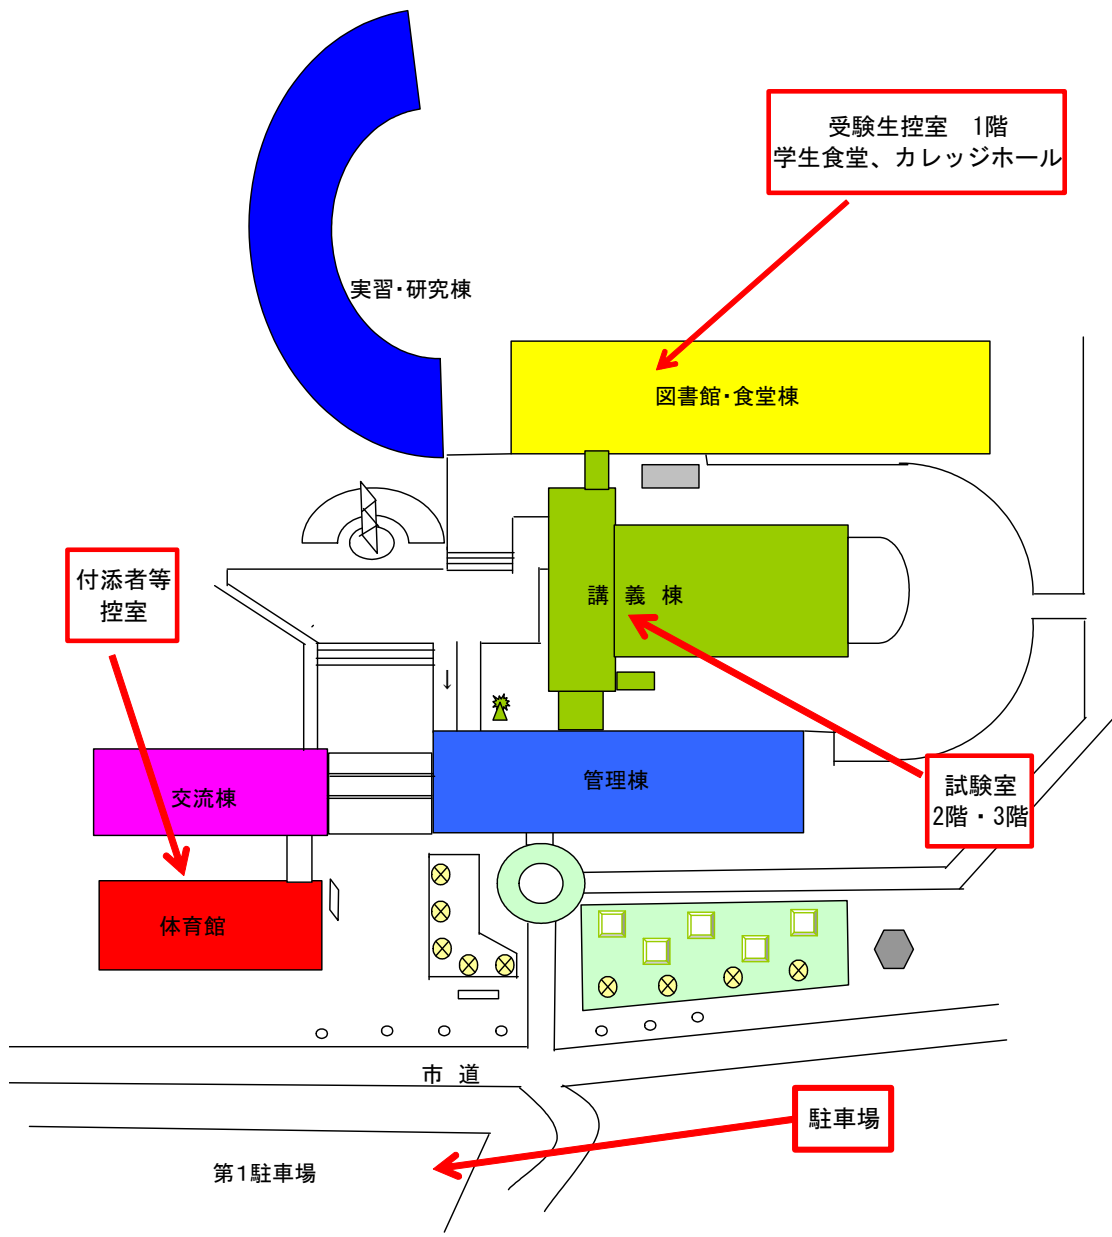 受験生控室　1階
学生食堂、カレッジホール
実習・研究棟
図書館・食堂棟
付添者等
控室
講 義 棟
↓
交流棟
管理棟
試験室
2階・3階
体育館
市 道
駐車場
第１駐車場